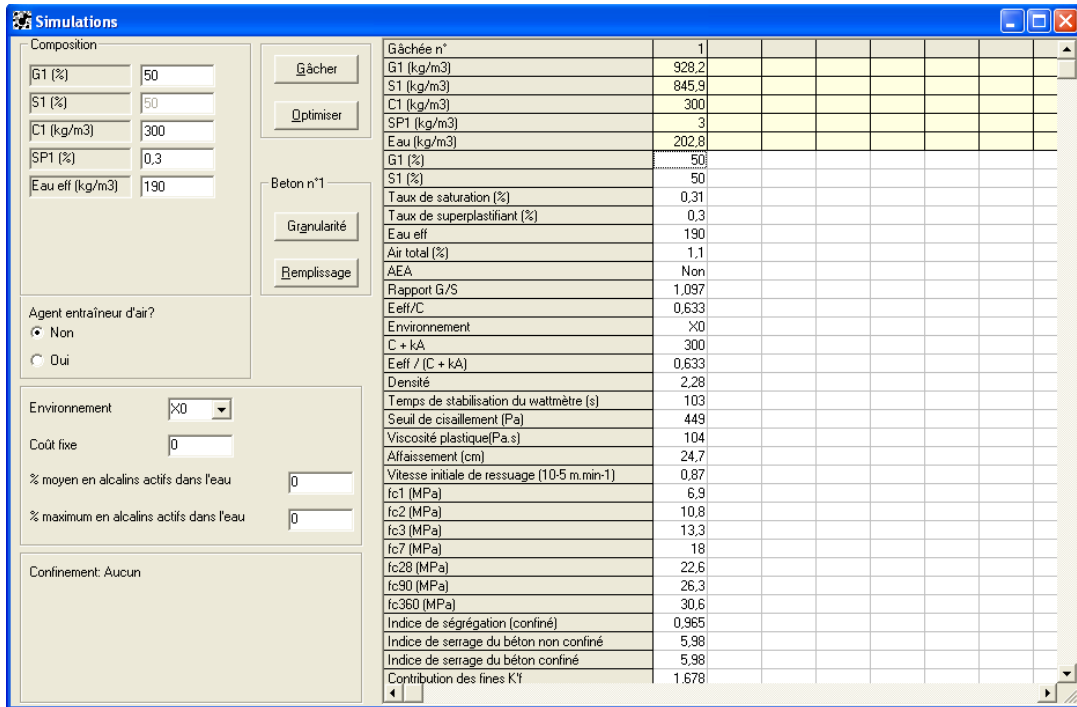 Simulations
Composition
G1 (%) 50
S1 (%) 50
C1 (kg/m3) 300
SP1 (%) 0,3
Eau eff (kg/m3) 190
Gâcher
Optimiser
Beton n°1
Granularité
Remplissage
Agent entraîneur d'air?
Non
Oui
Environnement X0
Coût fixe 0
% moyen en alcalins actifs dans l'eau 0
% maximum en alcalins actifs dans l'eau 0
Confinement: Aucun
Gâchée n° 1
G1 (kg/m3) 928,2
S1 (kg/m3) 845,9
C1 (kg/m3) 300
SP1 (kg/m3) 3
Eau (kg/m3) 202,8
G1 (%) 50
S1 (%) 50
Taux de saturation (%) 0,31
Taux de superplastifiant (%) 0,3
Eau eff 190
Air total (%) 1,1
AEA Non
Rapport G/S 1,097
Eeff/C 0,633
Environnement X0
C + kA 300
Eeff / (C + kA) 0,633
Densité 2,28
Temps de stabilisation du wattmètre (s) 103
Seuil de cisaillement (Pa) 449
Viscosité plastique(Pa.s) 104
Affaissement (cm) 24,7
Vitesse initiale de ressuage (10-5 m.min-1) 0,87
fc1 (MPa) 6,9
fc2 (MPa) 10,8
fc3 (MPa) 13,3
fc7 (MPa) 18
fc28 (MPa) 22,6
fc90 (MPa) 26,3
fc360 (MPa) 30,6
Indice de ségrégation (confiné) 0,965
Indice de serrage du béton non confiné 5,98
Indice de serrage du béton confiné 5,98
Contribution des fines K'f 1,678